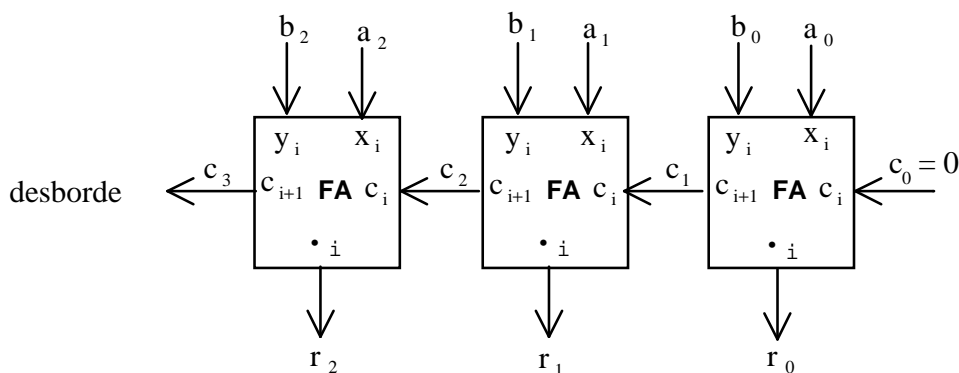 b₂ a₂ b₁ a₁ b₀ a₀
yᵢ xᵢ yᵢ xᵢ yᵢ xᵢ
desborde c₃ cᵢ₊₁ FA cᵢ c₂ cᵢ₊₁ FA cᵢ c₁ cᵢ₊₁ FA cᵢ c₀ = 0
•ᵢ •ᵢ •ᵢ
r₂ r₁ r₀